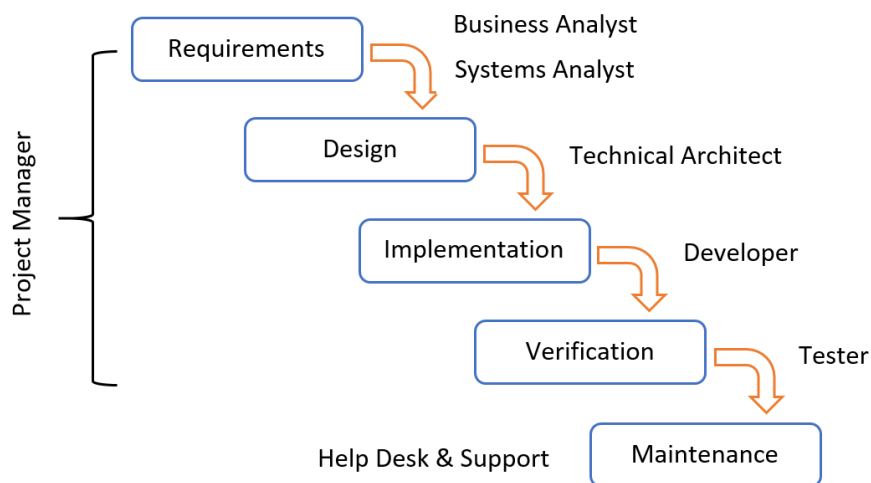 Requirements
Business Analyst
Systems Analyst
Design
Technical Architect
Project Manager
Implementation
Developer
Verification
Tester
Help Desk & Support
Maintenance